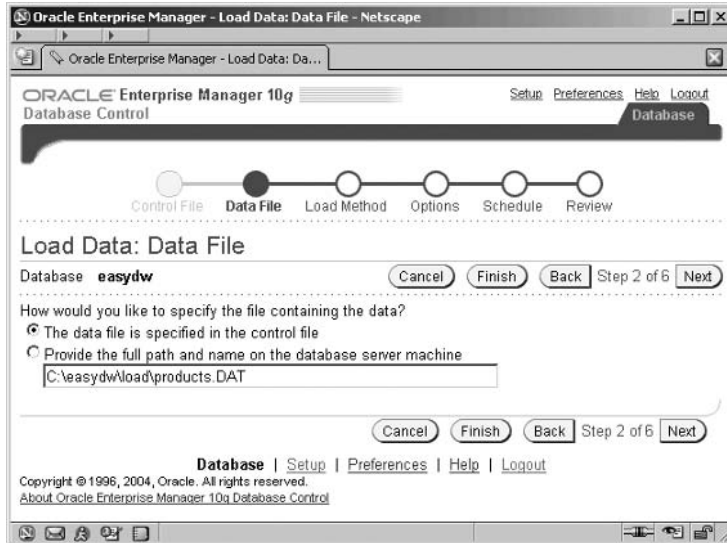 Oracle Enterprise Manager - Load Data: Data File - Netscape
Oracle Enterprise Manager - Load Data: Da...
ORACLE Enterprise Manager 10g
Setup Preferences Help Logout
Database Control
Database
Control File Data File Load Method Options Schedule Review
Load Data: Data File
Database easydw
Cancel Finish Back Step 2 of 6 Next
How would you like to specify the file containing the data?
The data file is specified in the control file
Provide the full path and name on the database server machine
C:\easydw\load\products.DAT
Cancel Finish Back Step 2 of 6 Next
Database | Setup | Preferences | Help | Logout
Copyright © 1996, 2004, Oracle. All rights reserved.
About Oracle Enterprise Manager 10g Database Control